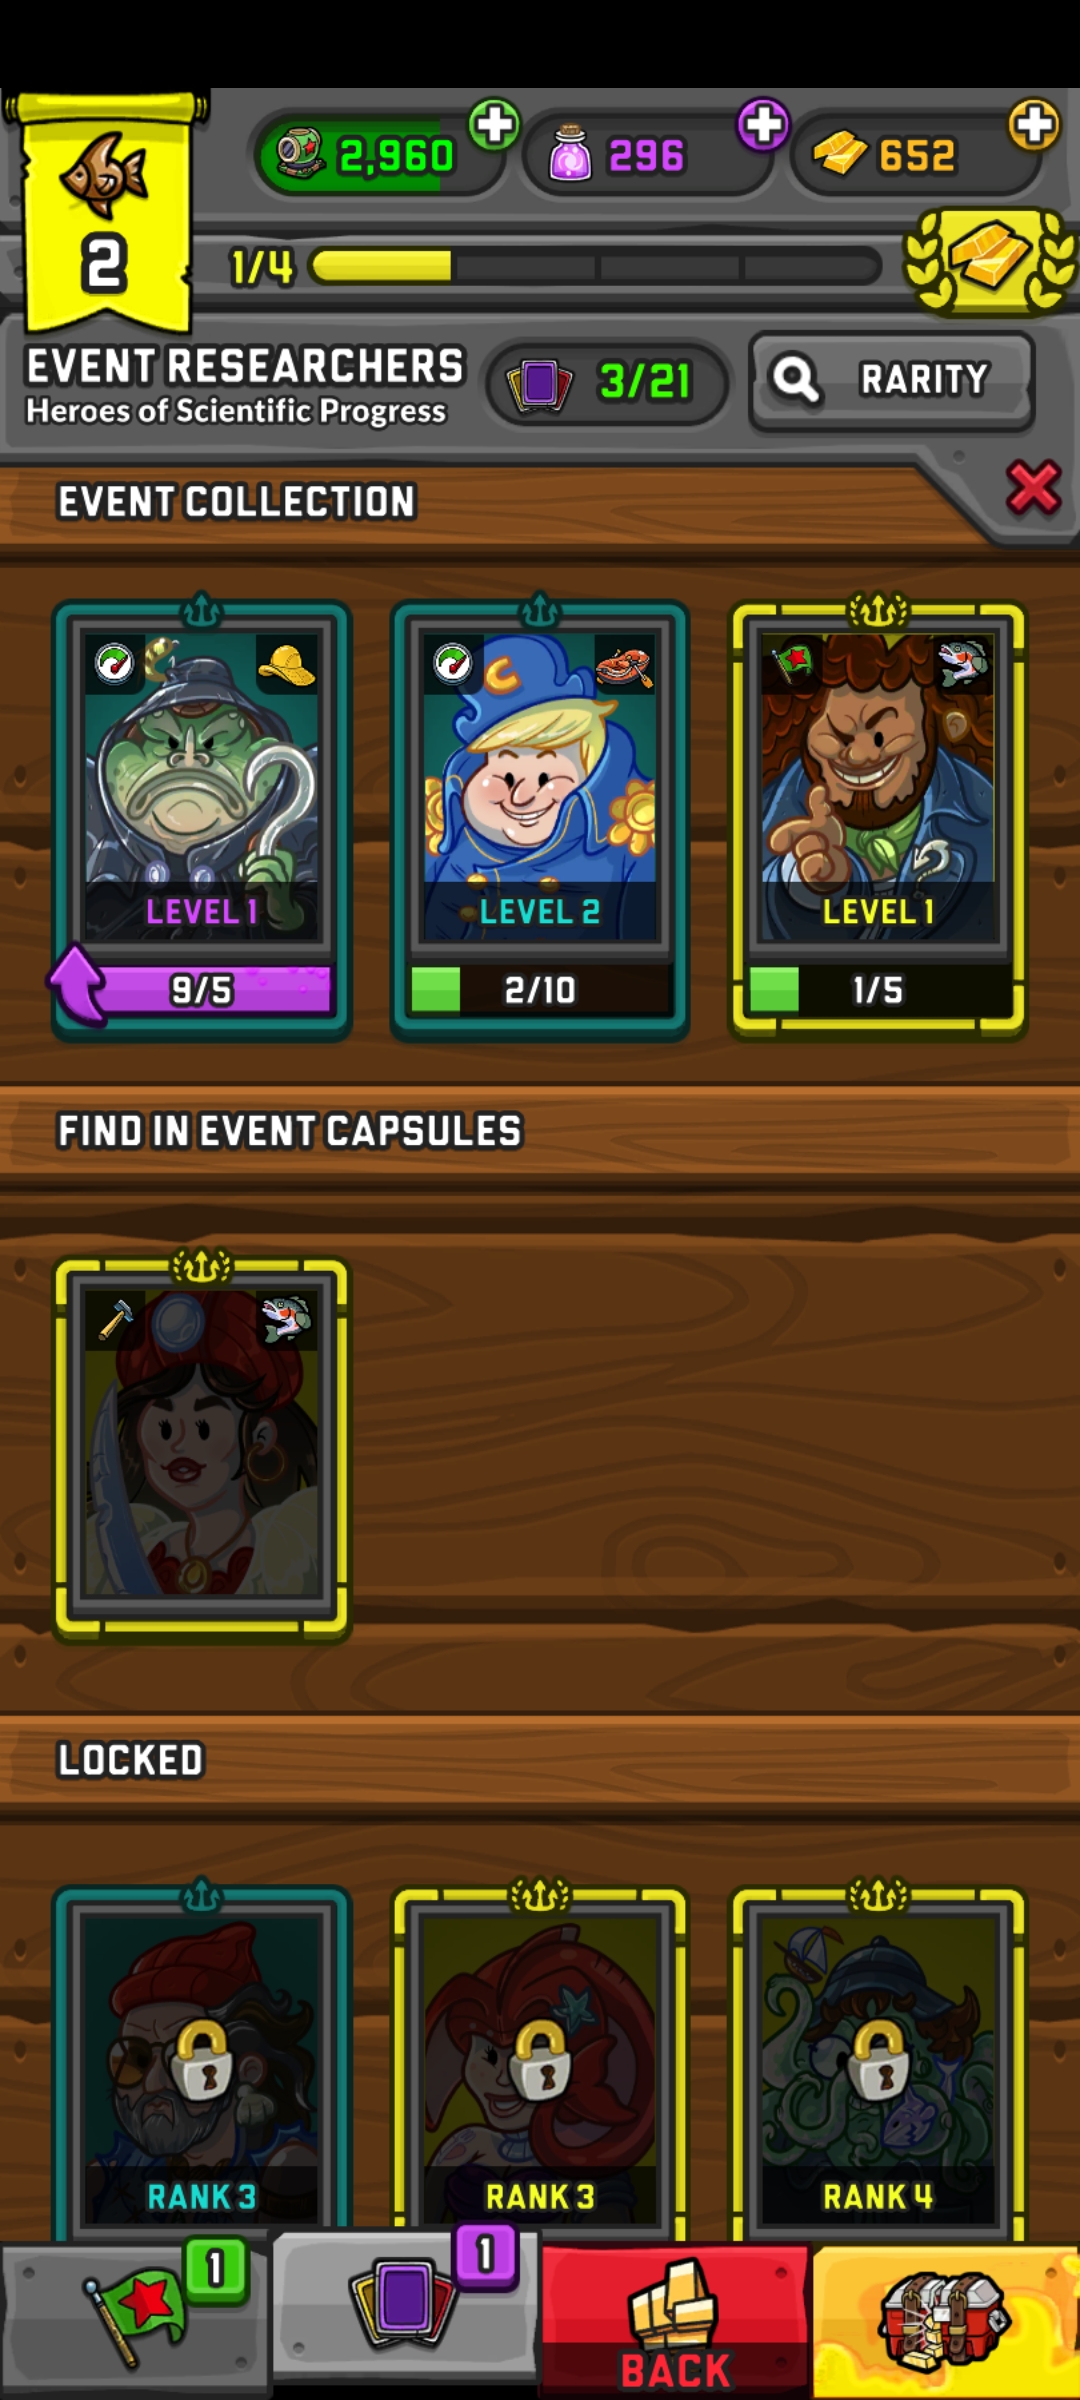 2,960
296
652
2
1/4
EVENT RESEARCHERS
Heroes of Scientific Progress
3/21
RARITY
EVENT COLLECTION
C
LEVEL 1
LEVEL 2
LEVEL 1
9/5
2/10
1/5
FIND IN EVENT CAPSULES
LOCKED
RANK 3
RANK 3
RANK 4
1
1
BACK